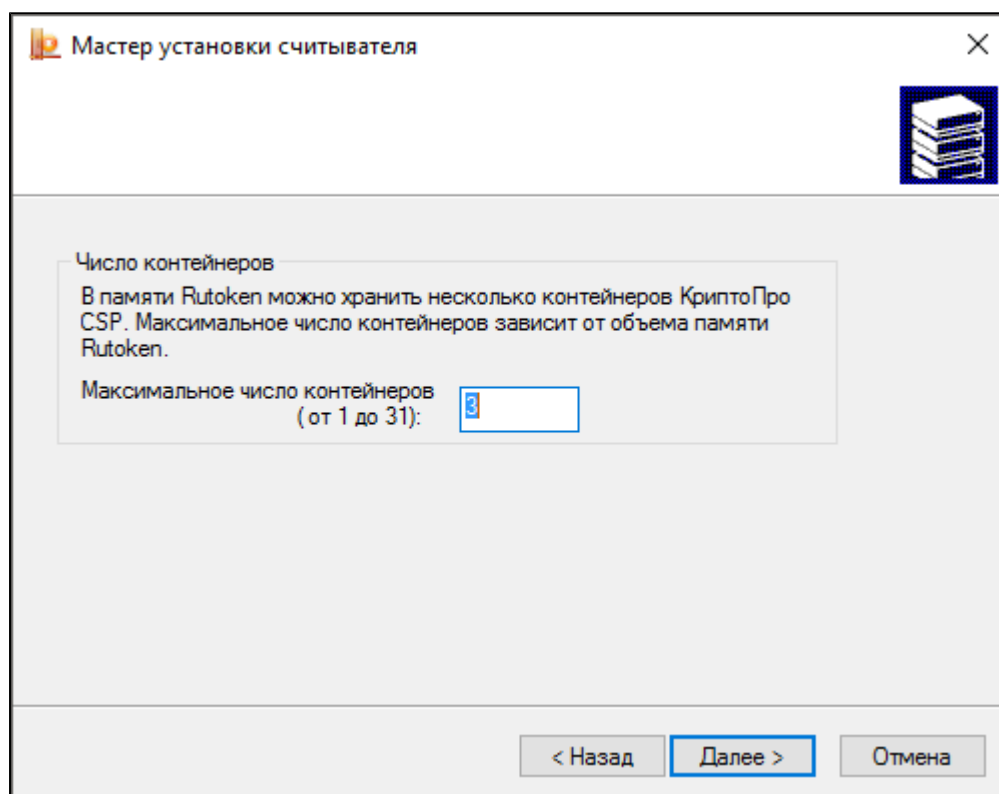 Мастер установки считывателя
Число контейнеров
В памяти Rutoken можно хранить несколько контейнеров КриптоПро
CSP. Максимальное число контейнеров зависит от объема памяти
Rutoken.
Максимальное число контейнеров
( от 1 до 31):
3
< Назад
Далее >
Отмена